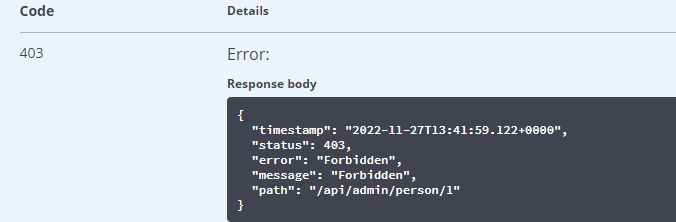 Code Details
403 Error:
Response body
{
  "timestamp": "2022-11-27T13:41:59.122+0000",
  "status": 403,
  "error": "Forbidden",
  "message": "Forbidden",
  "path": "/api/admin/person/1"
}